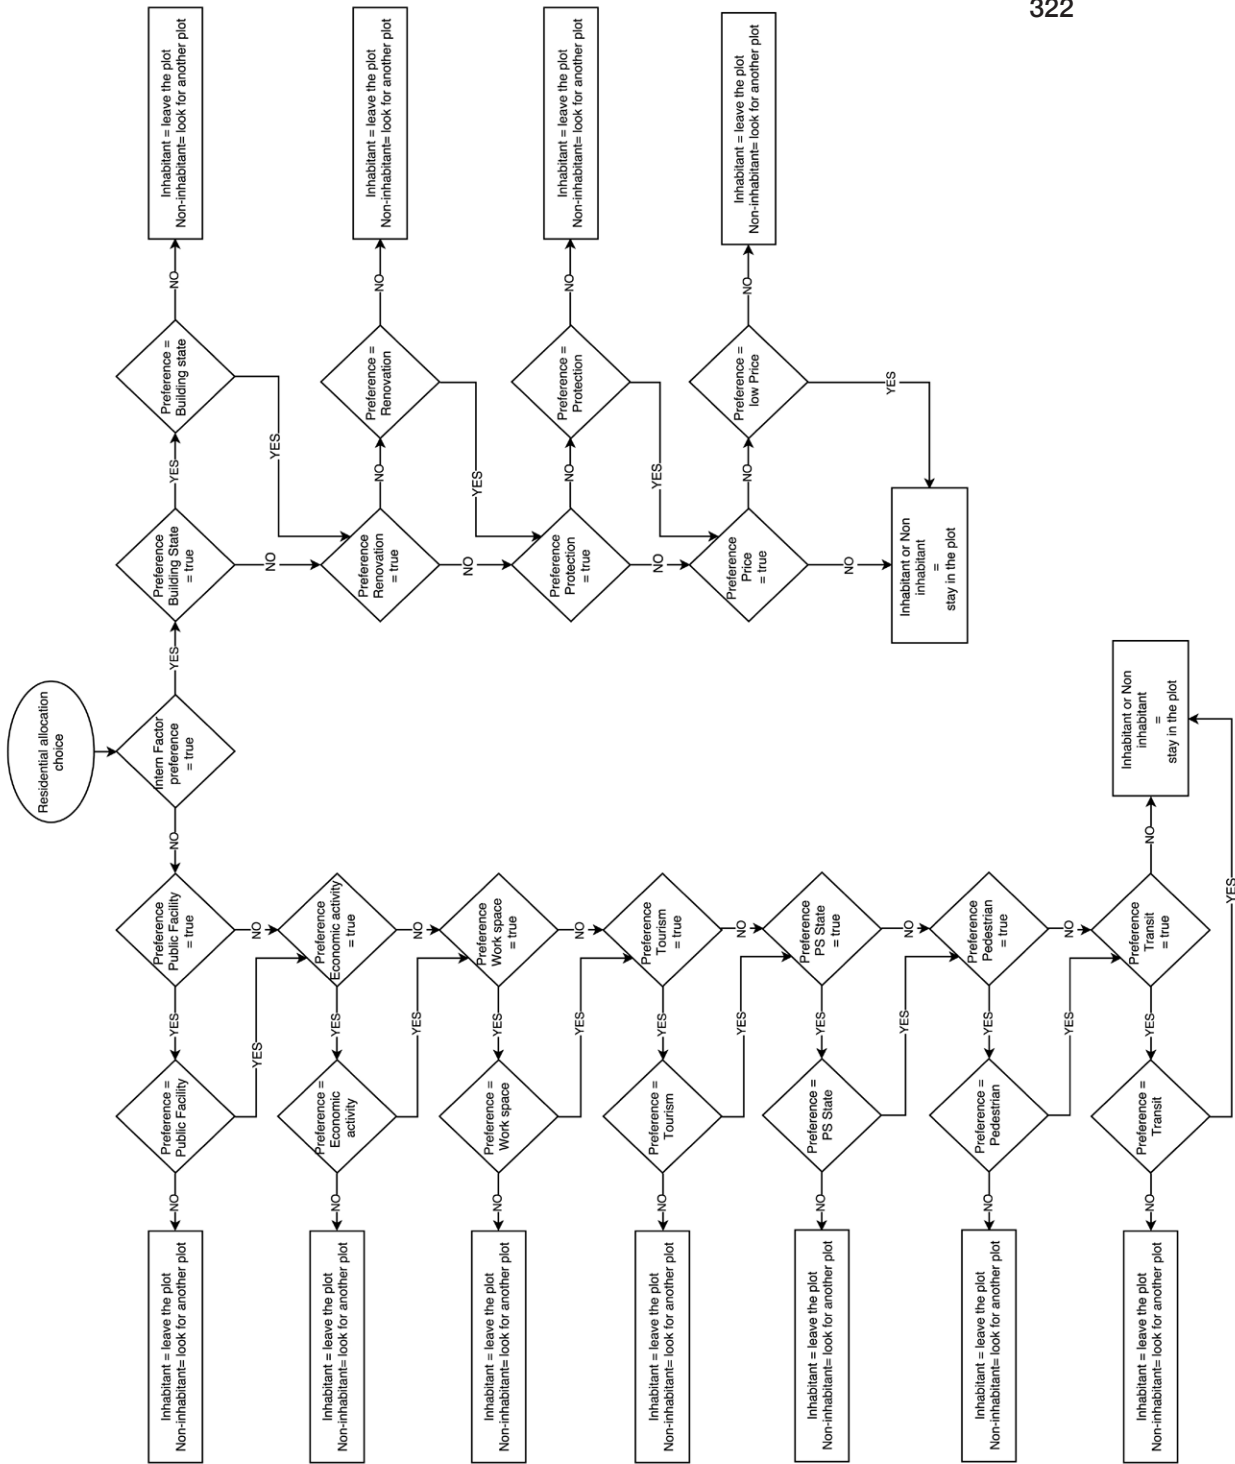 322
Residential allocation
choice
Intern Factor
preference
= true
YES
Preference
Building State
= true
YES
Preference =
Building state
NO
Inhabitant = leave the plot
Non-inhabitant= look for another plot
NO
YES
Preference
Renovation
= true
NO
Preference =
Renovation
NO
Inhabitant = leave the plot
Non-inhabitant= look for another plot
NO
YES
Preference
Protection
= true
NO
Preference =
Protection
NO
Inhabitant = leave the plot
Non-inhabitant= look for another plot
NO
YES
Preference
Price
= true
NO
Preference =
low Price
NO
Inhabitant = leave the plot
Non-inhabitant= look for another plot
NO
YES
Inhabitant or Non
inhabitant
=
stay in the plot
NO
Preference
Public Facility
= true
YES
Preference =
Public Facility
NO
Inhabitant = leave the plot
Non-inhabitant= look for another plot
NO
YES
Preference
Economic activity
= true
YES
Preference =
Economic
activity
NO
Inhabitant = leave the plot
Non-inhabitant= look for another plot
NO
YES
Preference
Work space
= true
YES
Preference =
Work space
NO
Inhabitant = leave the plot
Non-inhabitant= look for another plot
NO
YES
Preference
Tourism
= true
YES
Preference =
Tourism
NO
Inhabitant = leave the plot
Non-inhabitant= look for another plot
NO
YES
Preference
PS State
= true
YES
Preference =
PS State
NO
Inhabitant = leave the plot
Non-inhabitant= look for another plot
NO
YES
Preference
Pedestrian
= true
YES
Preference =
Pedestrian
NO
Inhabitant = leave the plot
Non-inhabitant= look for another plot
NO
YES
Preference
Transit
= true
YES
Preference =
Transit
NO
Inhabitant = leave the plot
Non-inhabitant= look for another plot
NO
YES
Inhabitant or Non
inhabitant
=
stay in the plot